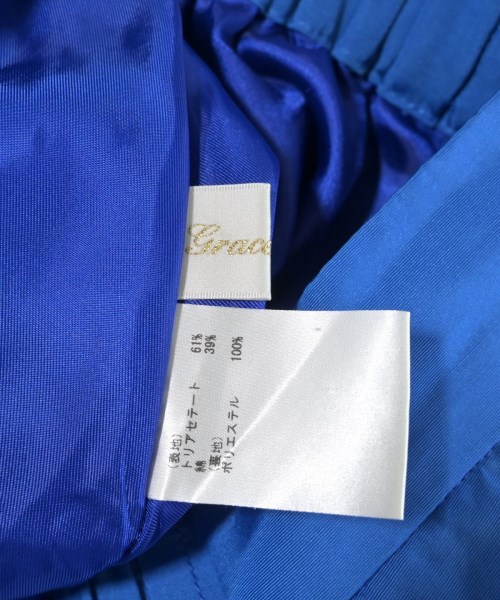 Grace
(表地)
トリアセテート 61%
綿 39%
(裏地)
ポリエステル 100%